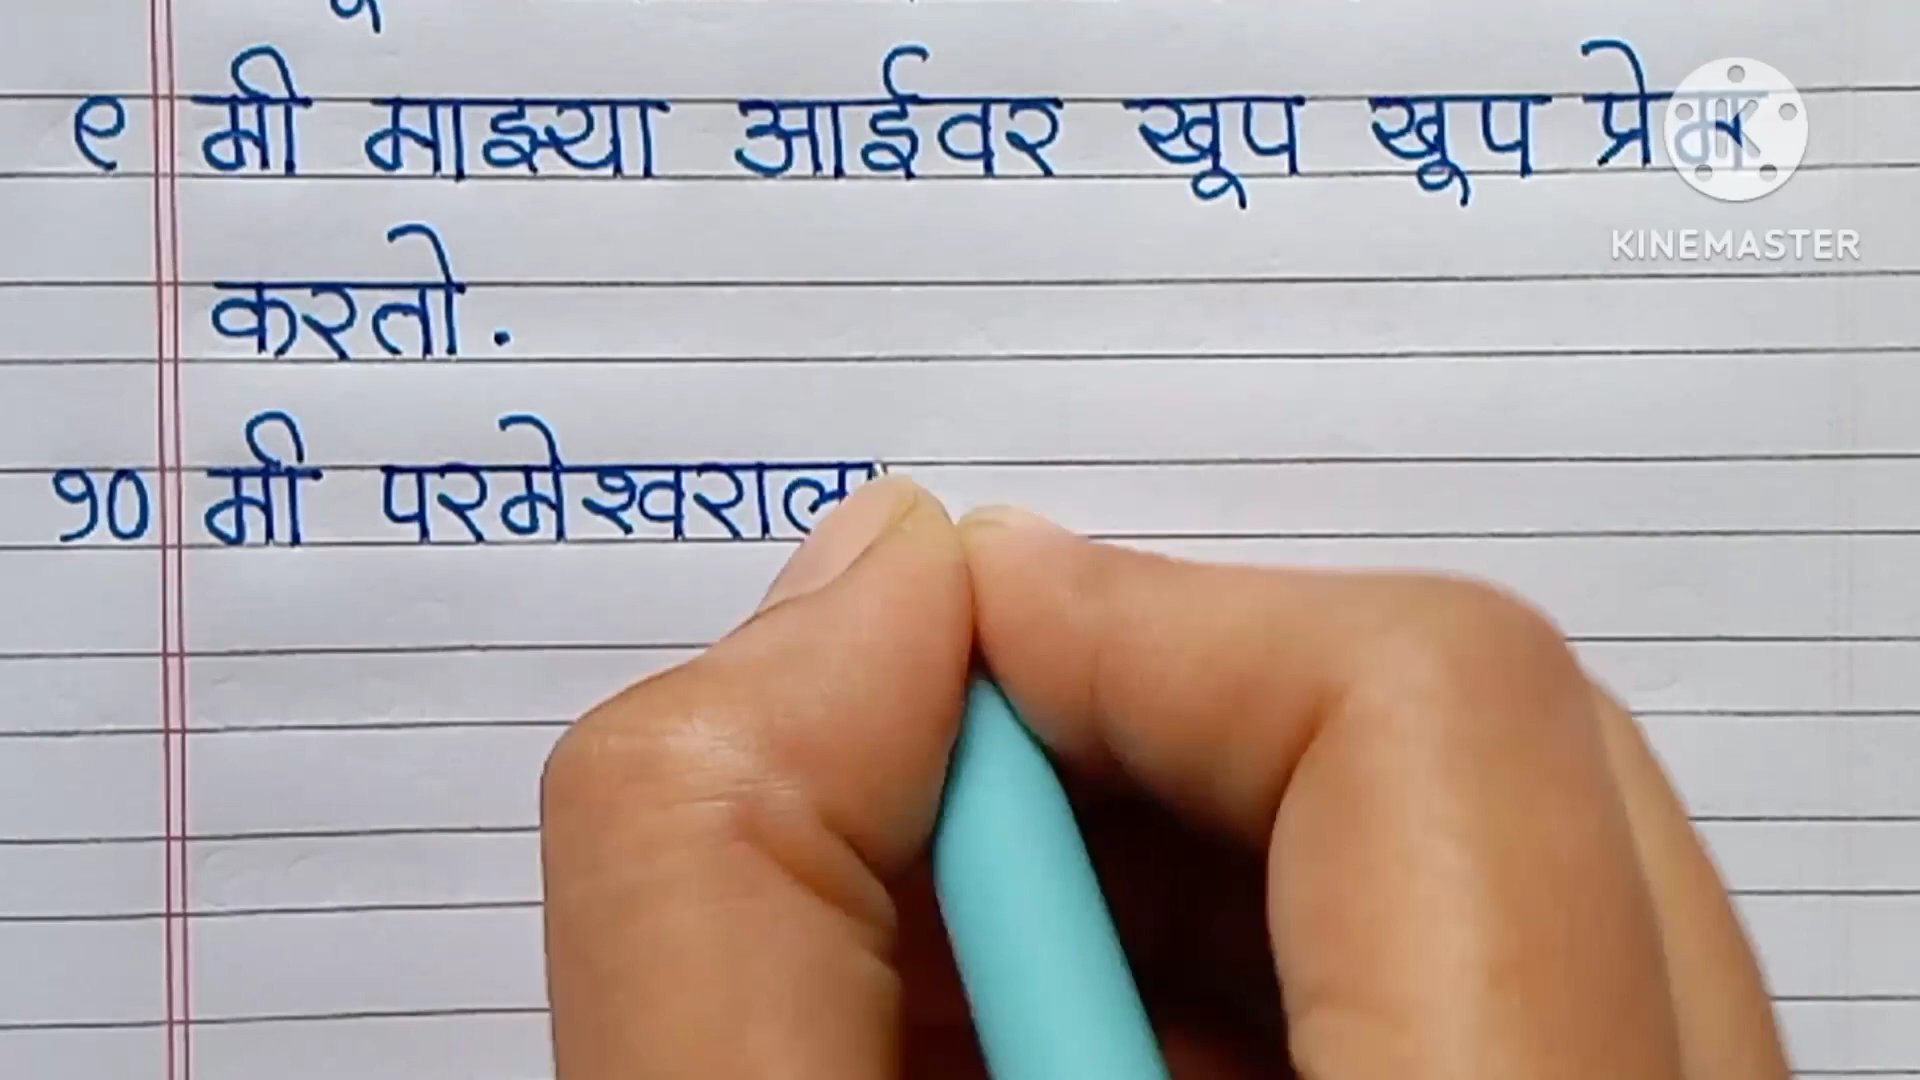 ९ मी माझ्या आईवर खूप खूप प्रेम
करतो.
१० मी परमेश्वराला
KINEMASTER